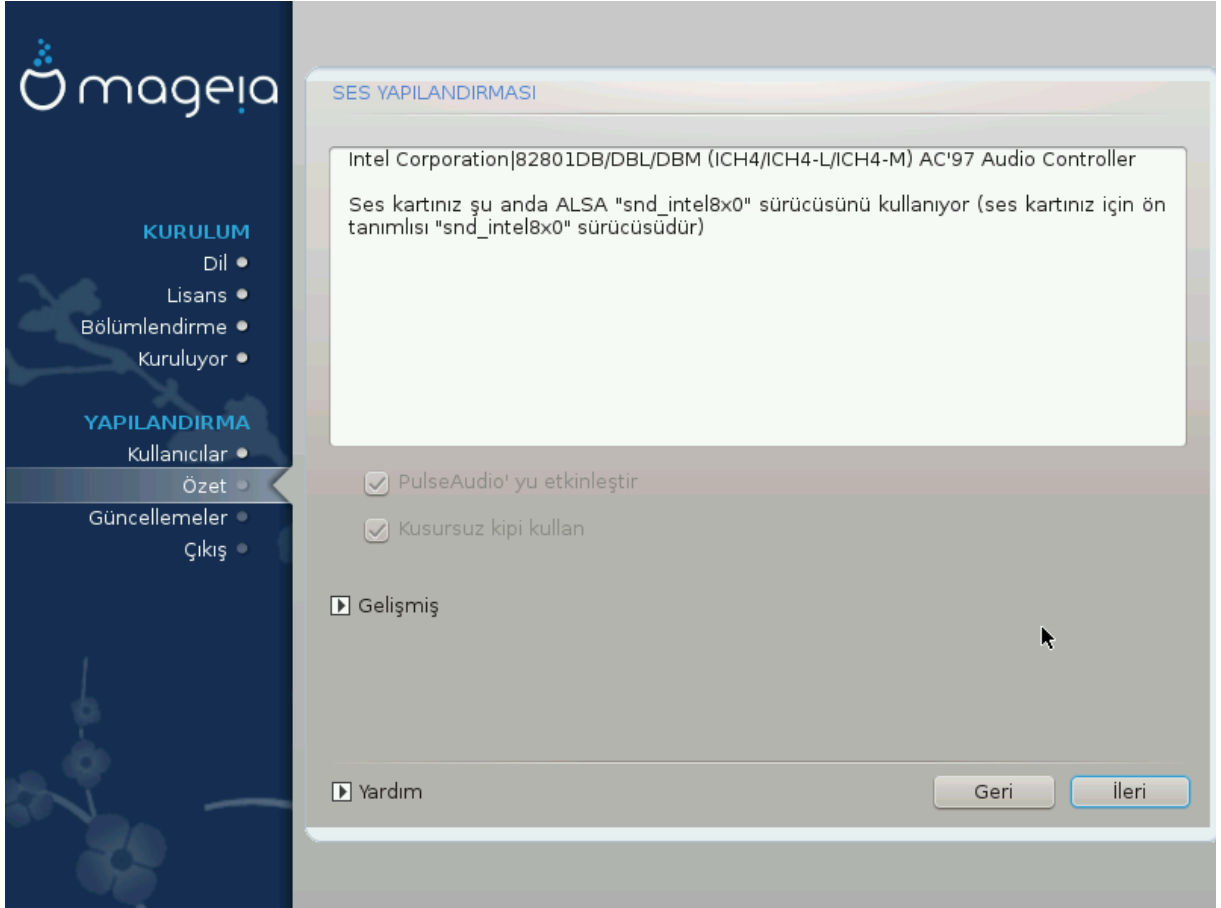 mageia
KURULUM
Dil
Lisans
Bölümlendirme
Kuruluyor
YAPILANDIRMA
Kullanıcılar
Özet
Güncellemeler
Çıkış
SES YAPILANDIRMASI
Intel Corporation|82801DB/DBL/DBM (ICH4/ICH4-L/ICH4-M) AC'97 Audio Controller
Ses kartınız şu anda ALSA "snd_intel8x0" sürücüsünü kullanıyor (ses kartınız için ön
tanımlısı "snd_intel8x0" sürücüsüdür)
PulseAudio' yu etkinleştir
Kusursuz kipi kullan
Gelişmiş
Yardım
Geri
İleri